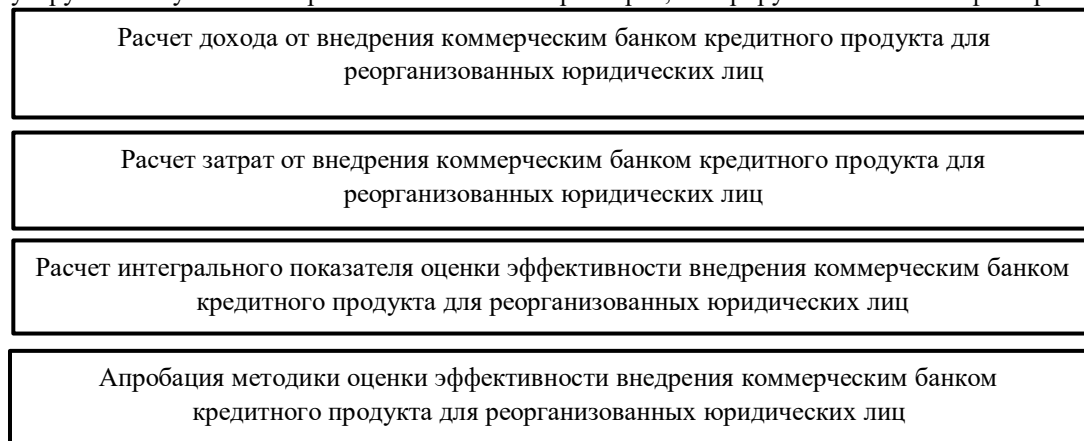 Расчет дохода от внедрения коммерческим банком кредитного продукта для
реорганизованных юридических лиц
Расчет затрат от внедрения коммерческим банком кредитного продукта для
реорганизованных юридических лиц
Расчет интегрального показателя оценки эффективности внедрения коммерческим банком
кредитного продукта для реорганизованных юридических лиц
Апробация методики оценки эффективности внедрения коммерческим банком
кредитного продукта для реорганизованных юридических лиц